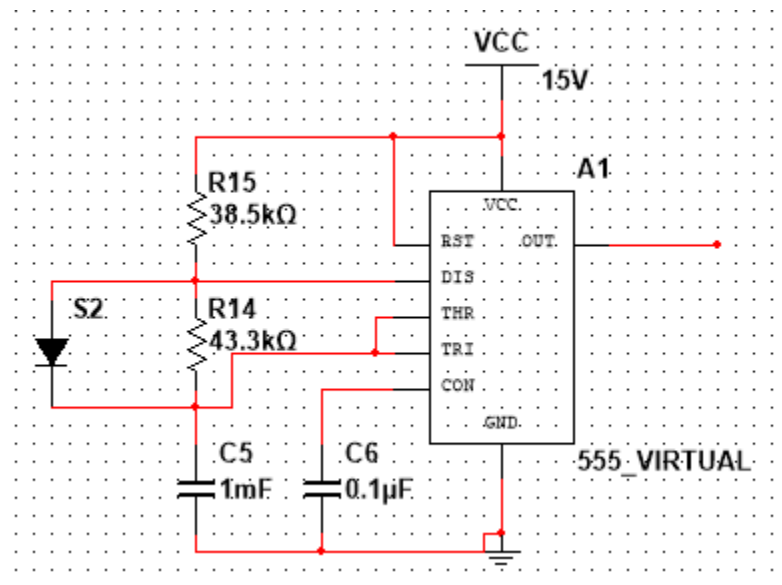 VCC
15V
A1
R15
38.5kΩ
VCC
RST
OUT
DIS
S2
R14
43.3kΩ
THR
TRI
CON
GND
C5
1mF
C6
0.1µF
555_VIRTUAL